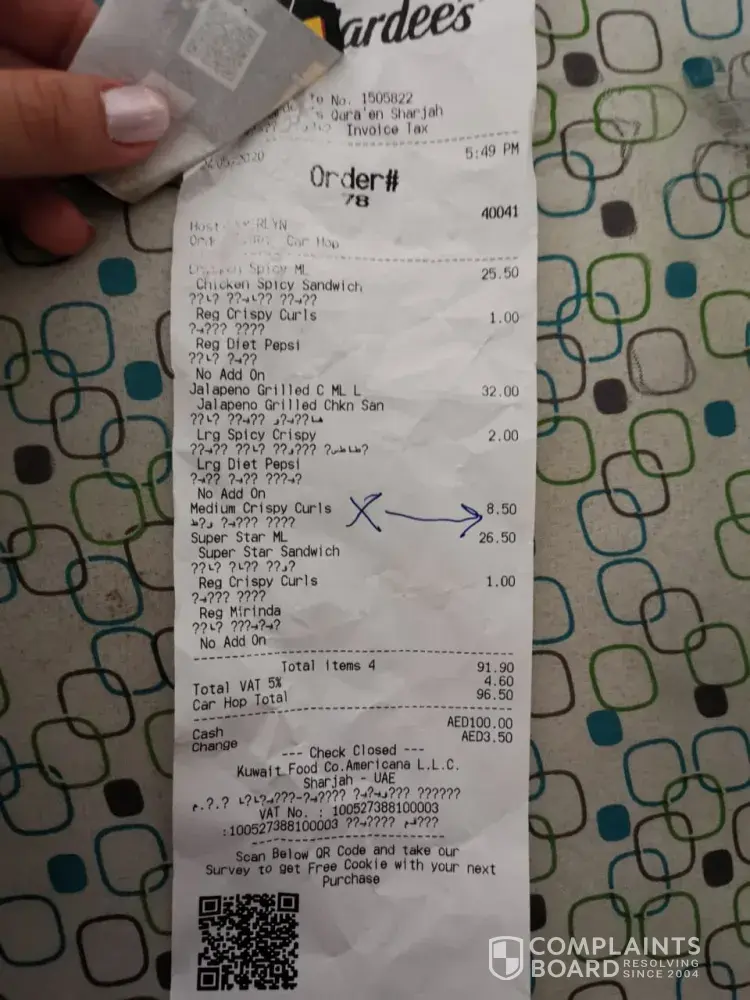 ardee's
No. 1505822
Qura'en Sharjah
Invoice Tax
5:49 PM
Order#
78
40041
Car Hop
Spicy ML 25.50
Chicken Spicy Sandwich
Reg Crispy Curls 1.00
Reg Diet Pepsi
No Add On
Jalapeno Grilled C ML L 32.00
Jalapeno Grilled Chkn San
Lrg Spicy Crispy 2.00
Lrg Diet Pepsi
No Add On
Medium Crispy Curls 8.50
Super Star ML 26.50
Super Star Sandwich
Reg Crispy Curls 1.00
Reg Mirinda
No Add On
Total Items 4 91.90
Total VAT 5% 4.60
Car Hop Total 96.50
Cash AED100.00
Change AED3.50
--- Check Closed ---
Kuwait Food Co.Americana L.L.C.
Sharjah - UAE
VAT No. : 100527388100003
:100527388100003
Scan Below QR Code and take our
Survey to get Free Cookie with your next
Purchase
COMPLAINTS
BOARD RESOLVING SINCE 2004